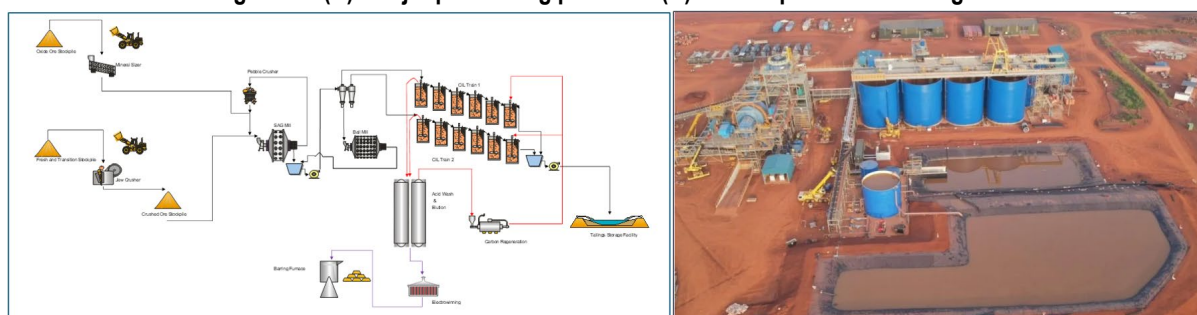 Oxide Ore Stockpile
Mineral Sizer
Pebble Crusher
SAG Mill
Ball Mill
CIL Train 1
CIL Train 2
Fresh and Transition Stockpile
Jaw Crusher
Crushed Ore Stockpile
Acid Wash
&
Elution
Carbon Regeneration
Tailings Storage Facility
Barring Furnace
Electrowinning